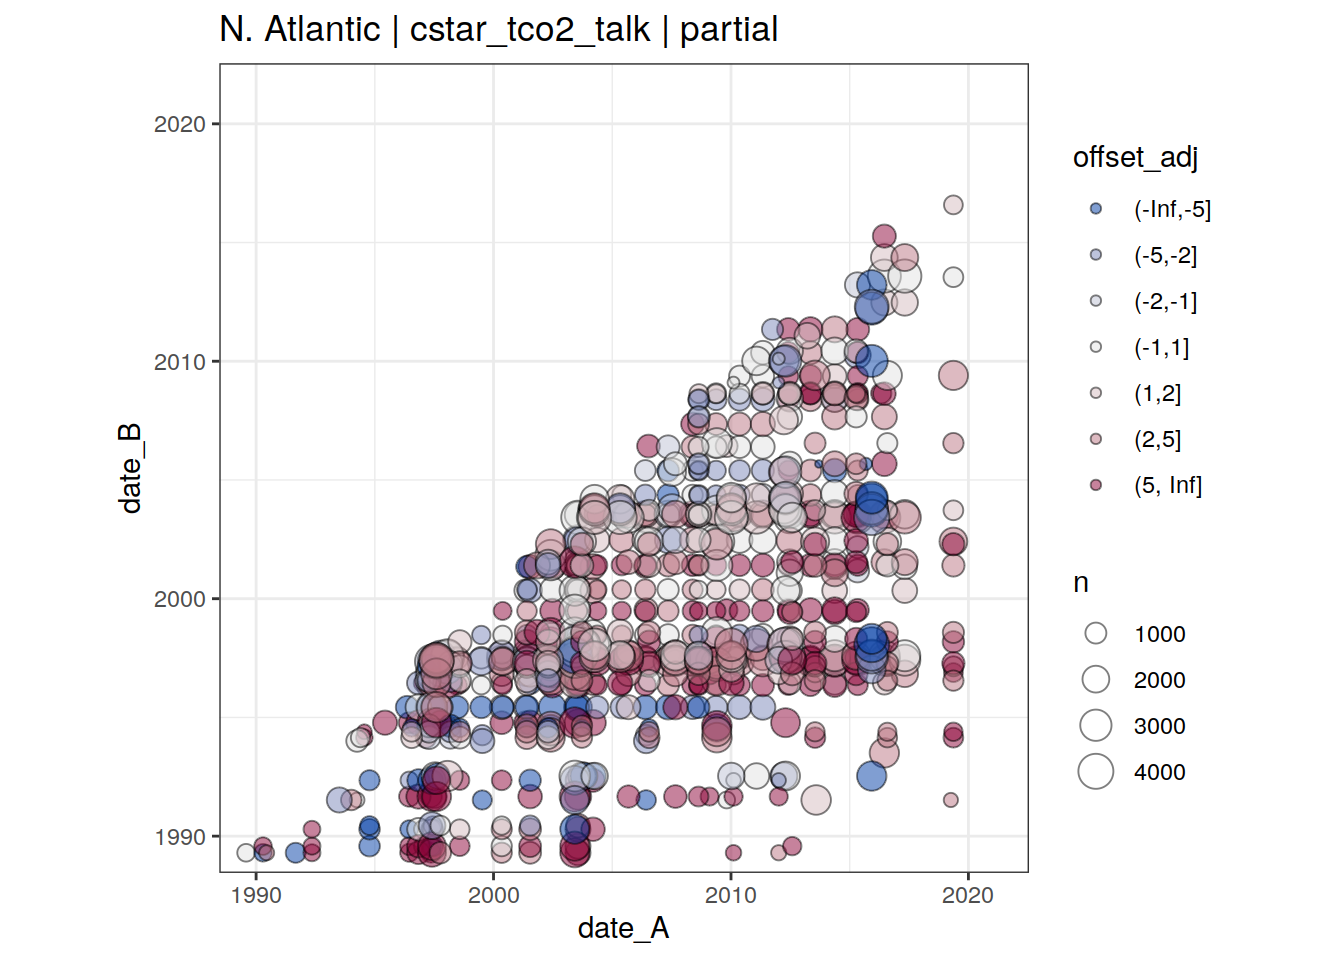 N. Atlantic | cstar_tco2_talk | partial
2020
2010
2000
1990
date_B
1990
2000
2010
2020
date_A
offset_adj
(-Inf,-5]
(-5,-2]
(-2,-1]
(-1,1]
(1,2]
(2,5]
(5, Inf]
n
1000
2000
3000
4000